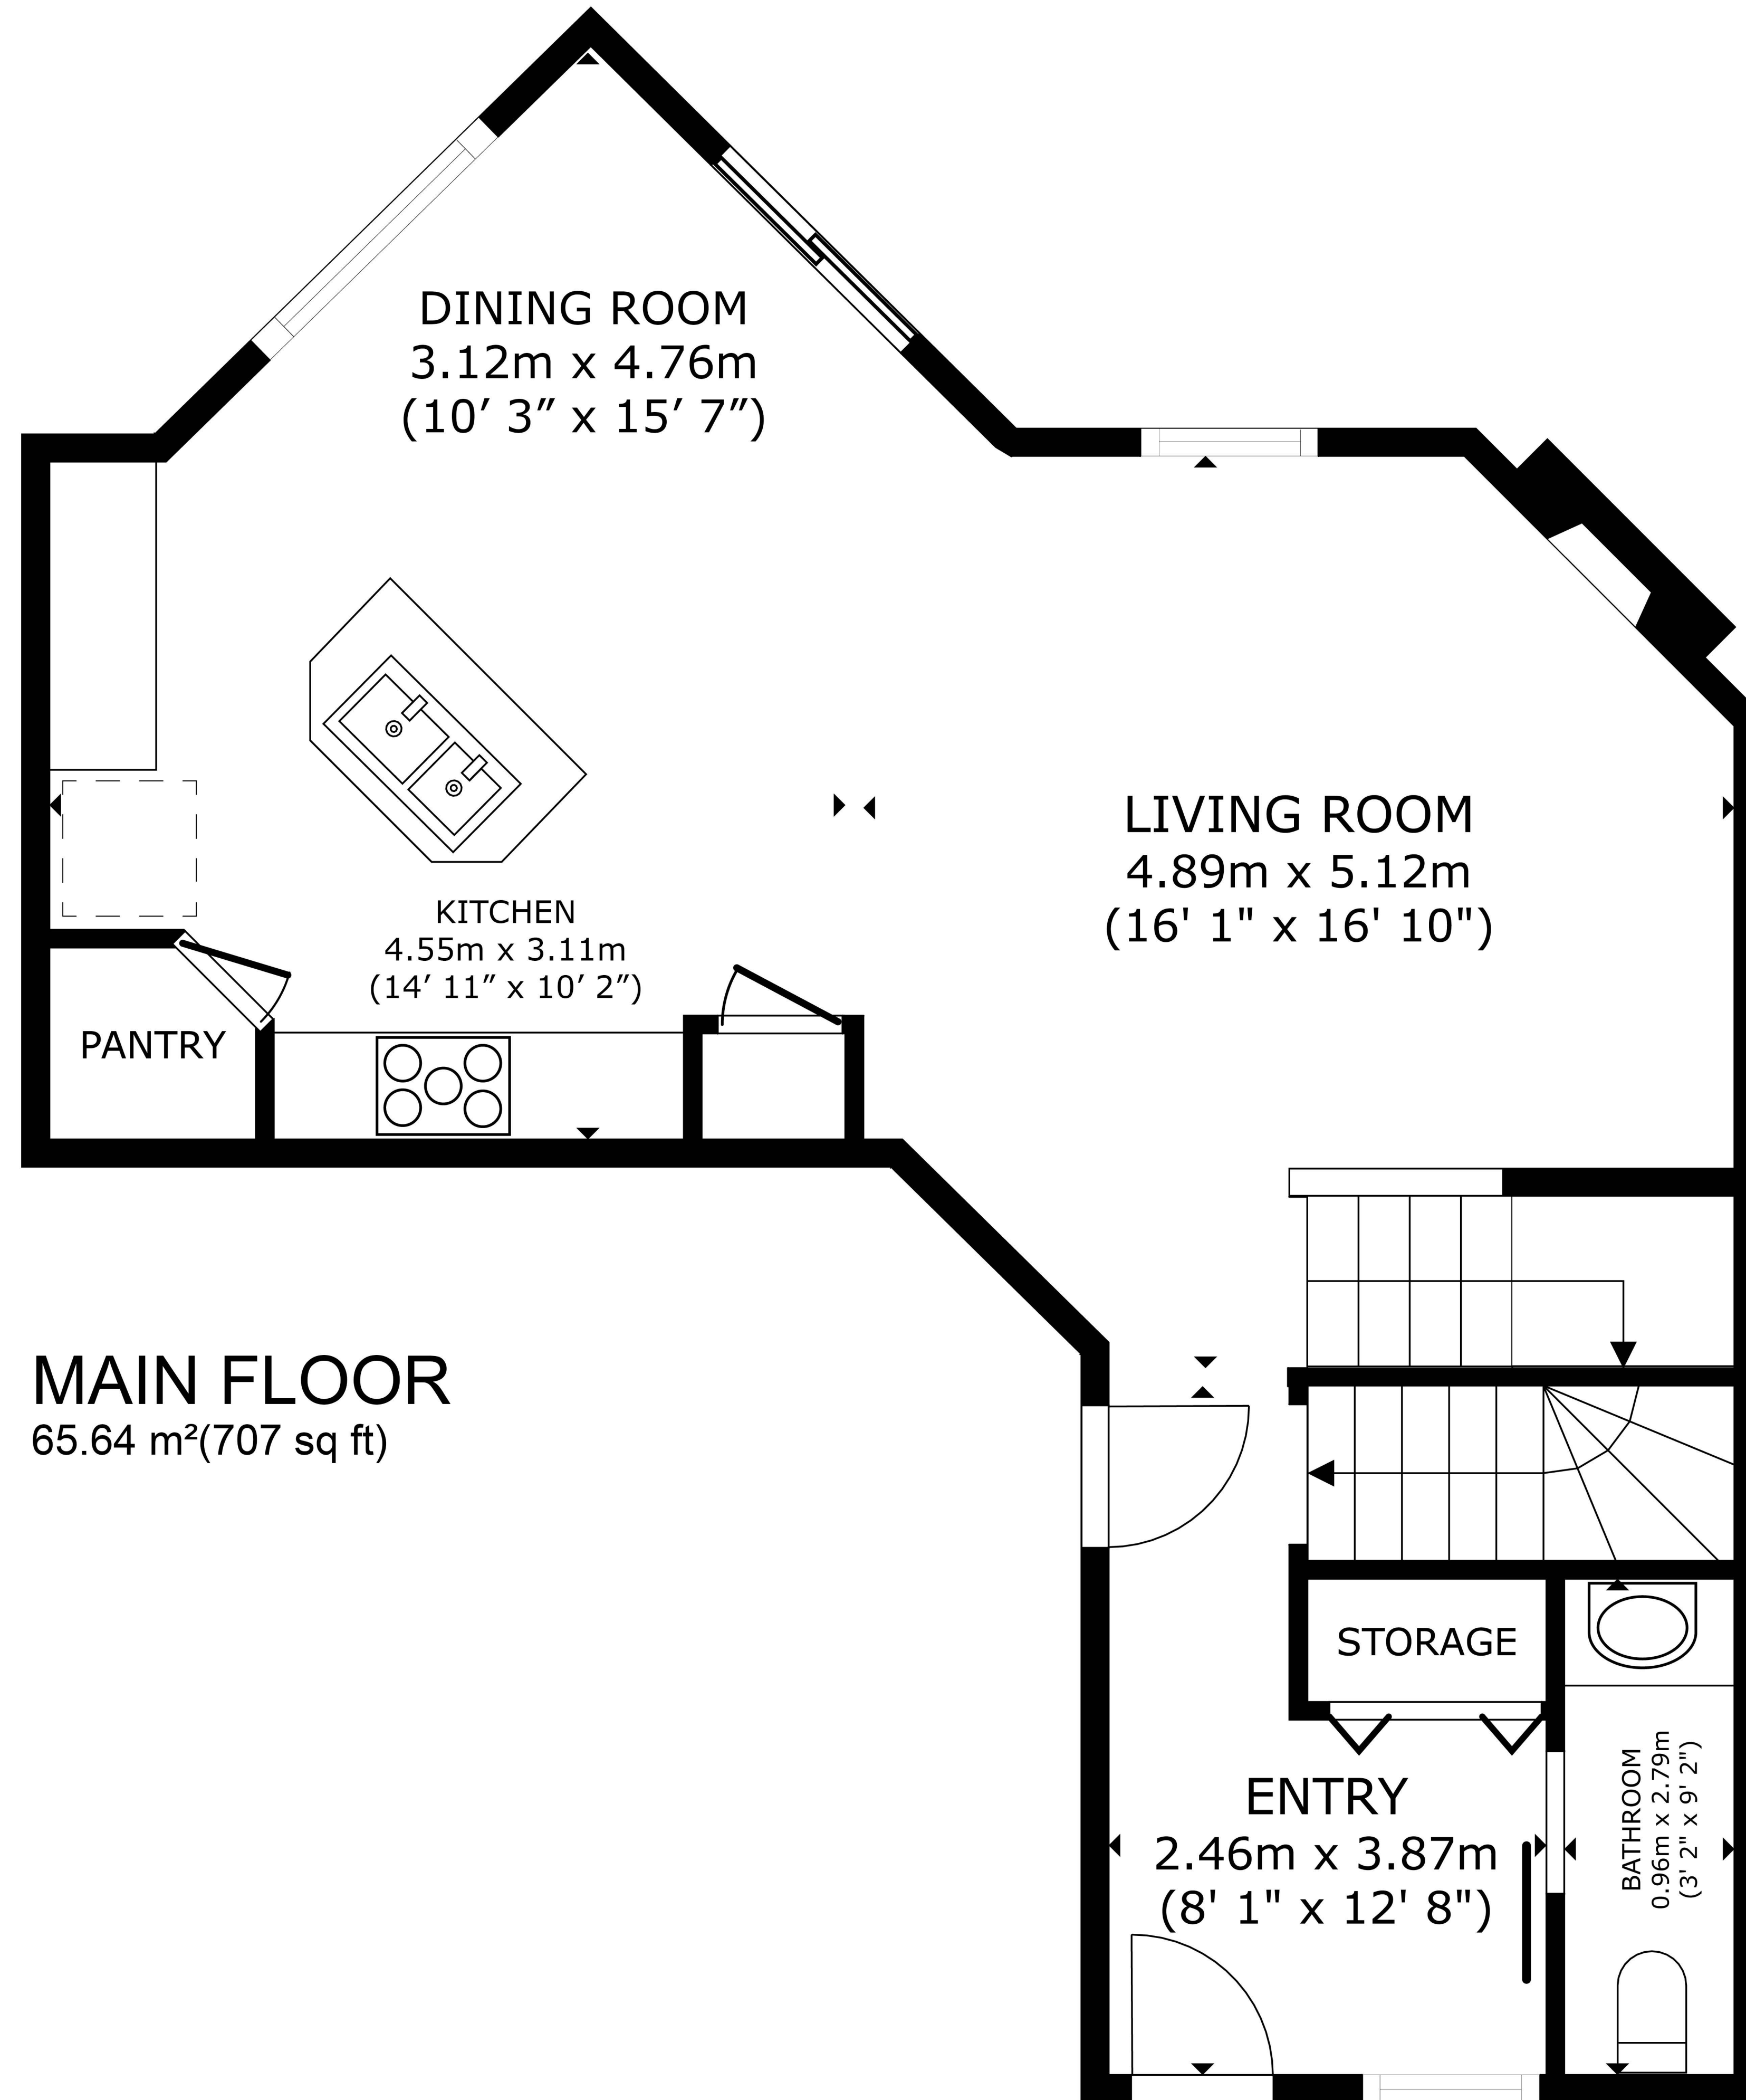 DINING ROOM
3.12m x 4.76m
(10′ 3″ x 15′ 7″)
LIVING ROOM
4.89m x 5.12m
(16' 1" x 16' 10")
KITCHEN
4.55m x 3.11m
(14′ 11″ x 10′ 2″)
PANTRY
MAIN FLOOR
65.64 m²(707 sq ft)
STORAGE
ENTRY
2.46m x 3.87m
(8' 1" x 12' 8")
BATHROOM
0.96m x 2.79m
(3' 2" x 9' 2")